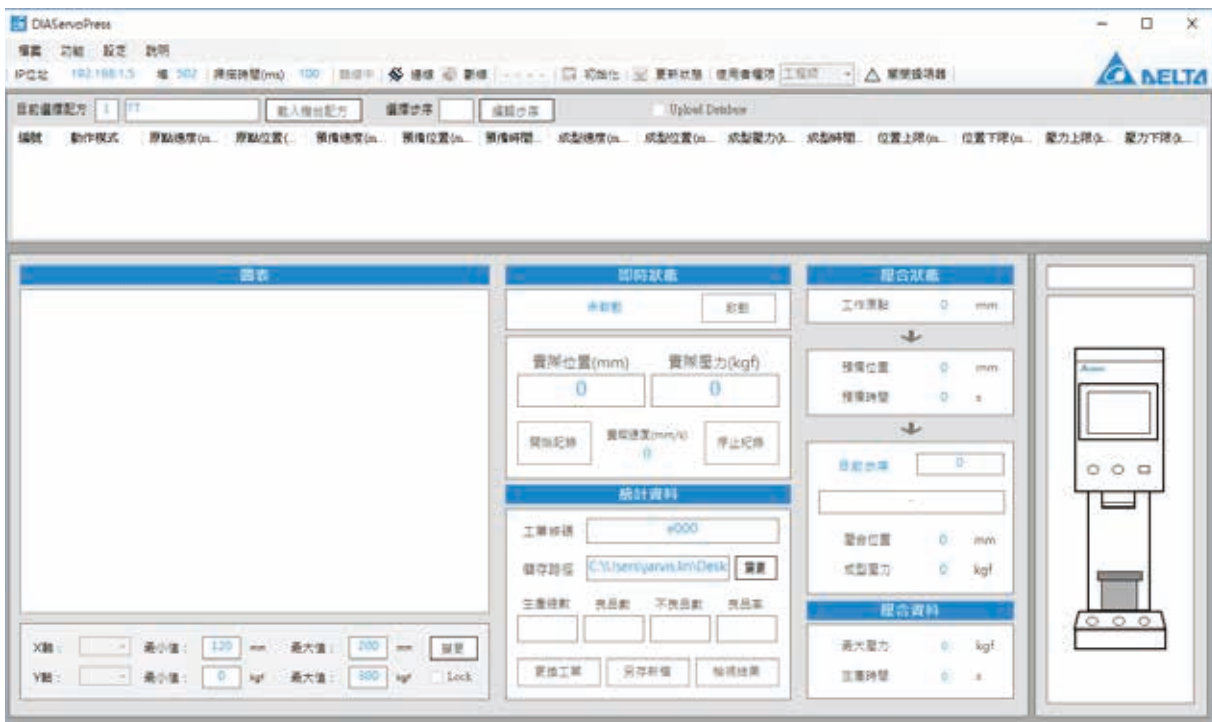 DIAServoPress
檔案 功能 設定 說明
IP位址 192.168.1.5 埠 502 掃描時間(ms) 100 連線 斷線 - - - - 初始化 更新狀態 使用者權限 工程師 關閉蜂鳴器
DELTA
目前選擇配方 1 TT 載入機台配方 選擇步序 編輯步序 Upload Database
編號 動作模式 原點速度(m... 原點位置(... 預備速度(m... 預備位置(m... 預備時間... 成型速度(m... 成型位置(m... 成型壓力(k... 成型時間... 位置上限(m... 位置下限(m... 壓力上限(k... 壓力下限(k...
圖表
即時狀態
未啟動 啟動
實際位置(mm) 實際壓力(kgf)
0 0
開始紀錄 實際速度(mm/s) 停止紀錄
0
統計資料
工單條碼 e000
儲存路徑 C:\Users\jarvis.lin\Desk 變更
生產總數 良品數 不良品數 良品率
更換工單 另存新檔 檢視結果
壓合狀態
工作原點 0 mm
預備位置 0 mm
預備時間 0 s
目前步序 0
-
壓合位置 0 mm
成型壓力 0 kgf
壓合資料
最大壓力 0 kgf
生產時間 0 s
X軸： 最小值： 120 mm 最大值： 200 mm 變更
Y軸： 最小值： 0 kgf 最大值： kgf Lock